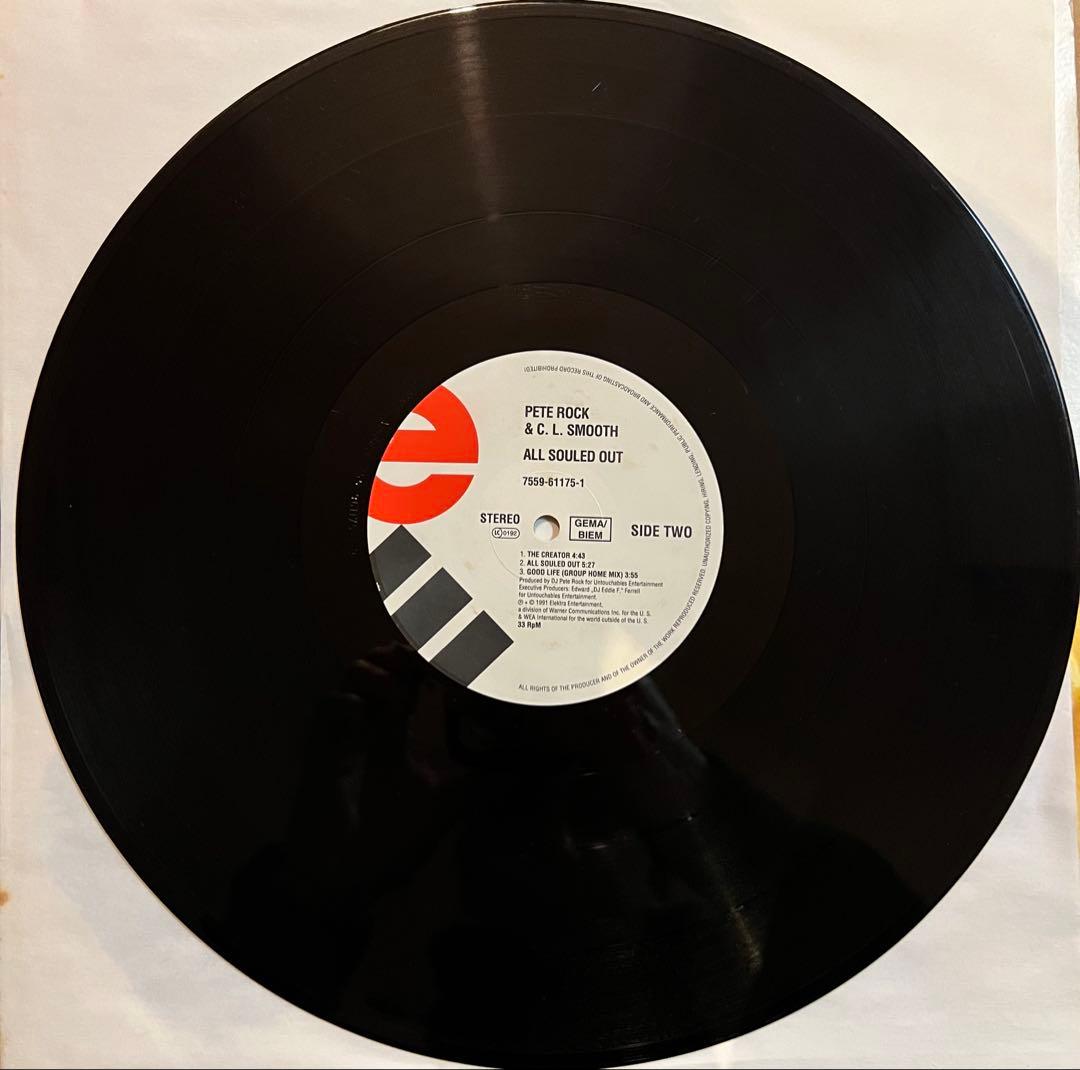 PETE ROCK
& C. L. SMOOTH
ALL SOULED OUT
7559-61175-1
STEREO
LC 0192
GEMA/
BIEM
SIDE TWO
1. THE CREATOR 4:43
2. ALL SOULED OUT 5:27
3. GOOD LIFE (GROUP HOME MIX) 3:55
Produced by DJ Pete Rock for Untouchables Entertainment
Executive Producers: Edward „DJ Eddie F.” Ferrell
for Untouchables Entertainment.
℗ + © 1991 Elektra Entertainment,
a division of Warner Communications Inc. for the U. S.
& WEA International for the world outside of the U. S.
33 RpM
ALL RIGHTS OF THE PRODUCER AND OF THE OWNER OF THE WORK REPRODUCED RESERVED. UNAUTHORIZED COPYING, HIRING, LENDING, PUBLIC PERFORMANCE AND BROADCASTING OF THIS RECORD PROHIBITED!
e